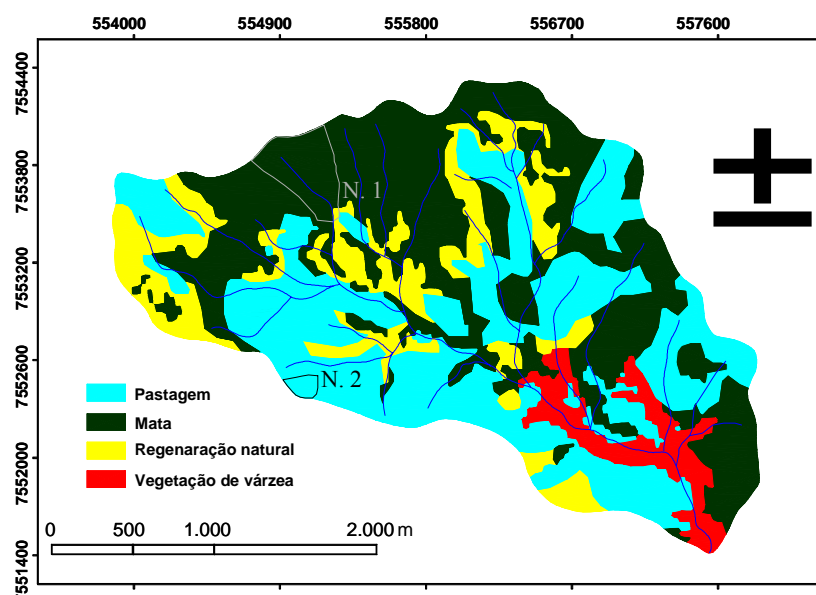 554000 554900 555800 556700 557600
7554400
7553800
7553200
7552600
7552000
7551400
N. 1
N. 2
Pastagem
Mata
Regenaração natural
Vegetação de várzea
0 500 1.000 2.000 m